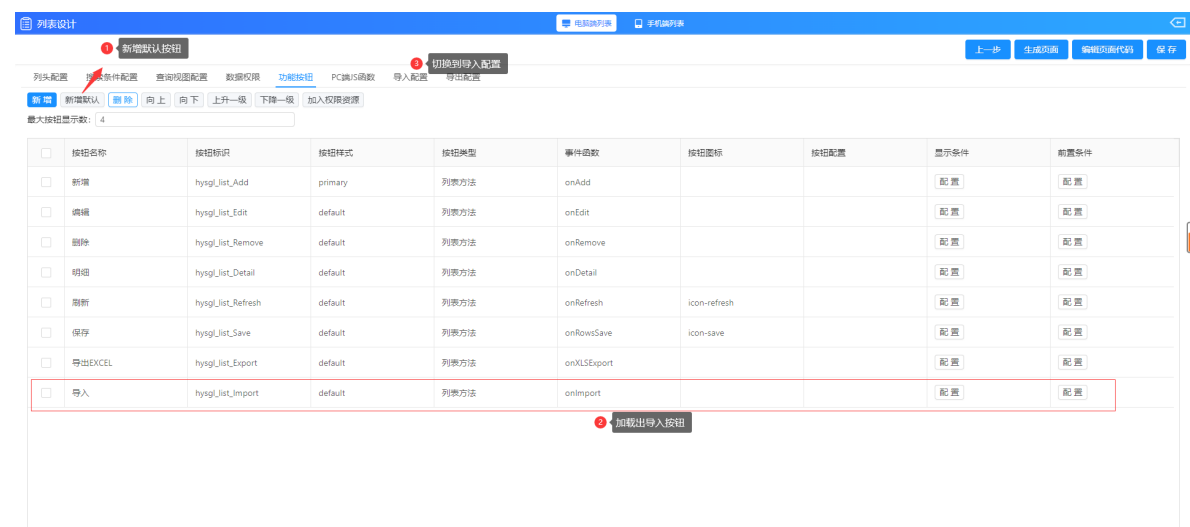 列表设计
电脑端列表
手机端列表
1 新增默认按钮
上一步 生成页面 编辑页面代码 保存
3 切换到导入配置
列头配置 搜索条件配置 查询视图配置 数据权限 功能按钮 PC端JS函数 导入配置 导出配置
新增 新增默认 删除 向上 向下 上升一级 下降一级 加入权限资源
最大按钮显示数: 4
按钮名称 按钮标识 按钮样式 按钮类型 事件函数 按钮图标 按钮配置 显示条件 前置条件
新增 hysgl_list_Add primary 列表方法 onAdd 配置 配置
编辑 hysgl_list_Edit default 列表方法 onEdit 配置 配置
删除 hysgl_list_Remove default 列表方法 onRemove 配置 配置
明细 hysgl_list_Detail default 列表方法 onDetail 配置 配置
刷新 hysgl_list_Refresh default 列表方法 onRefresh icon-refresh 配置 配置
保存 hysgl_list_Save default 列表方法 onRowsSave icon-save 配置 配置
导出EXCEL hysgl_list_Export default 列表方法 onXLSExport 配置 配置
导入 hysgl_list_Import default 列表方法 onImport 配置 配置
2 加载出导入按钮